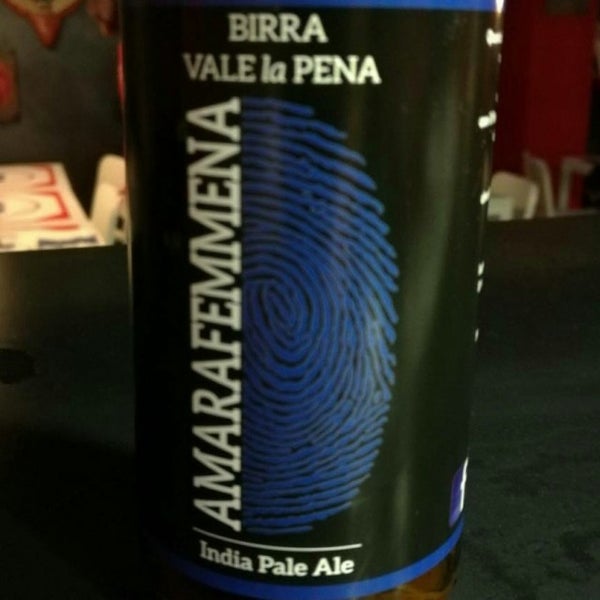 BIRRA
VALE la PENA
AMARAFEMMENA
India Pale Ale